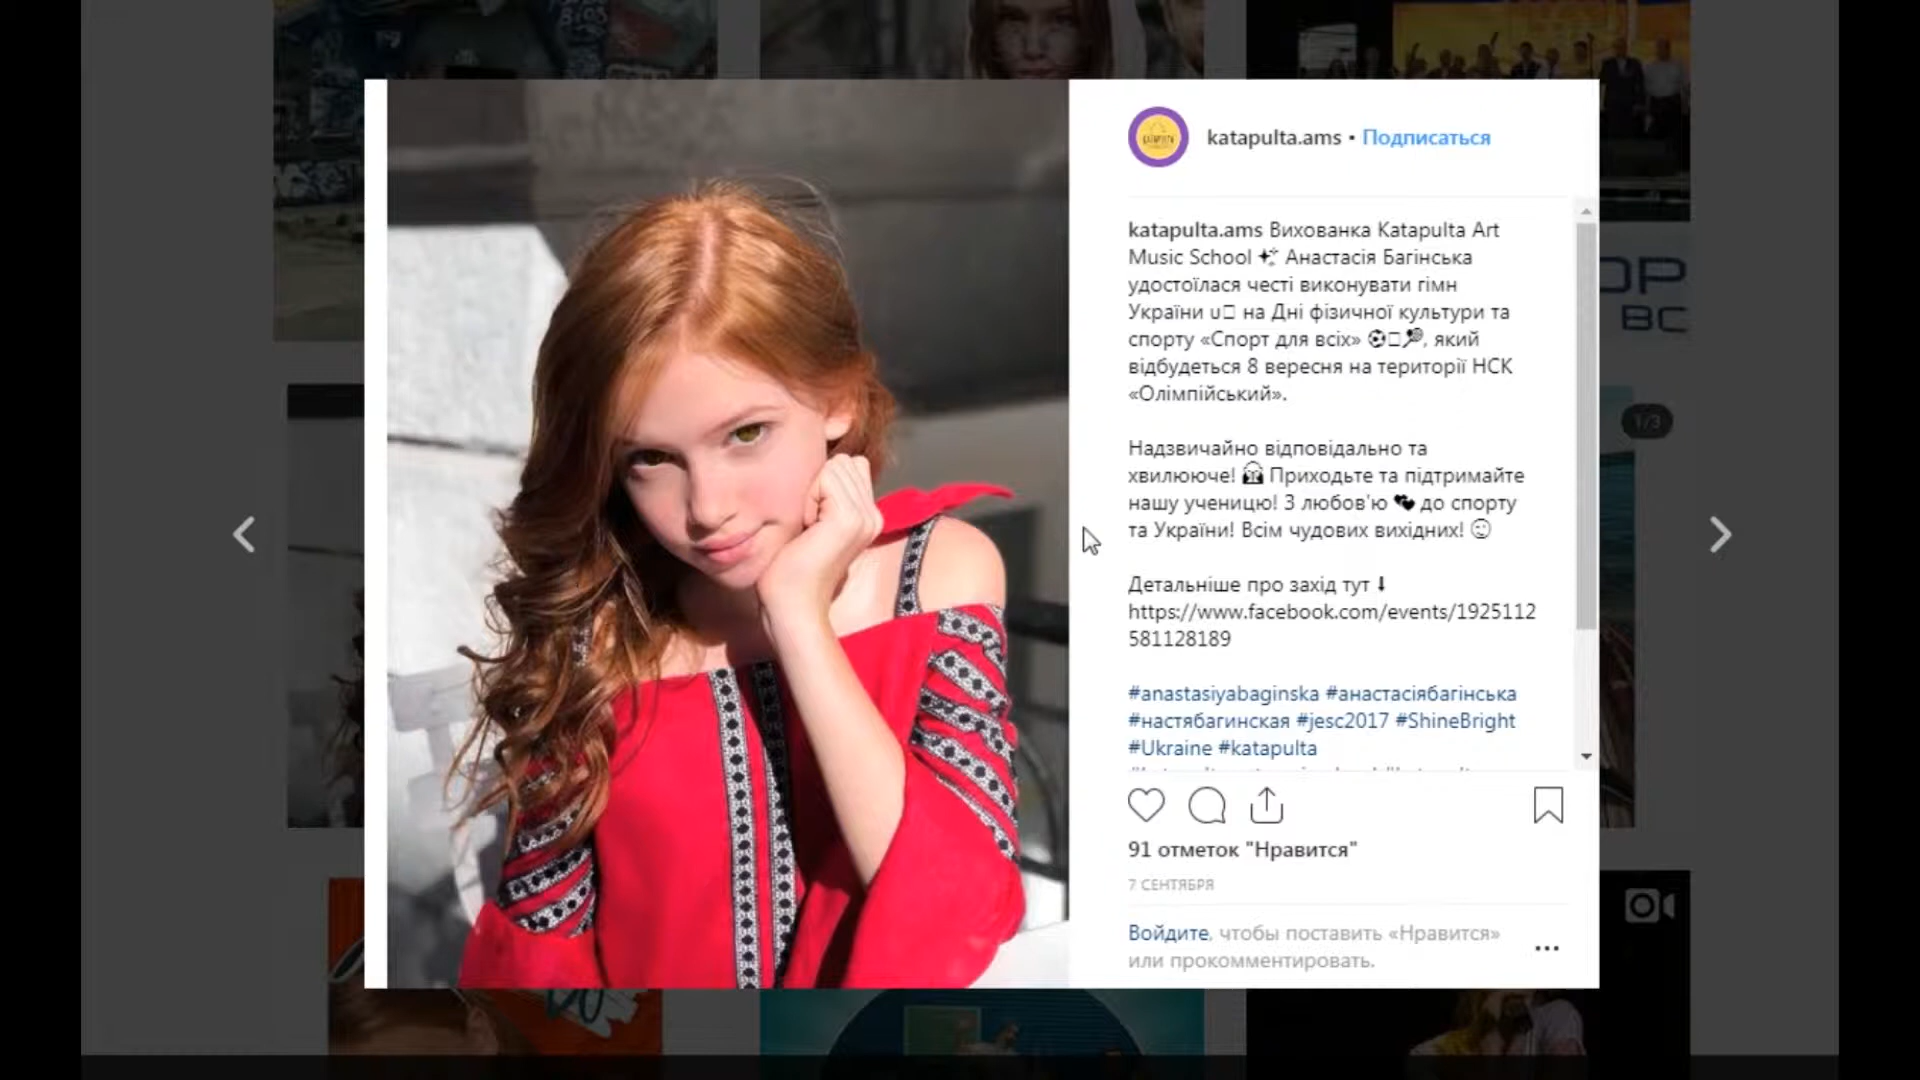 katapulta.ams • Подписаться
katapulta.ams Вихованка Katapulta Art
Music School ✨ Анастасія Багінська
удостоїлася честі виконувати гімн
України u на Дні фізичної культури та
спорту «Спорт для всіх» ⚽🎾, який
відбудеться 8 вересня на території НСК
«Олімпійський».
Надзвичайно відповідально та
хвилююче! Приходьте та підтримайте
нашу ученицю! З любов'ю 💕 до спорту
та України! Всім чудових вихідних! 😉
Детальніше про захід тут ⬇
https://www.facebook.com/events/1925112
581128189
#anastasiyabaginska #анастасіябагінська
#настябагинская #jesc2017 #ShineBright
#Ukraine #katapulta
91 отметок "Нравится"
7 СЕНТЯБРЯ
Войдите, чтобы поставить «Нравится»
или прокомментировать.
1/3